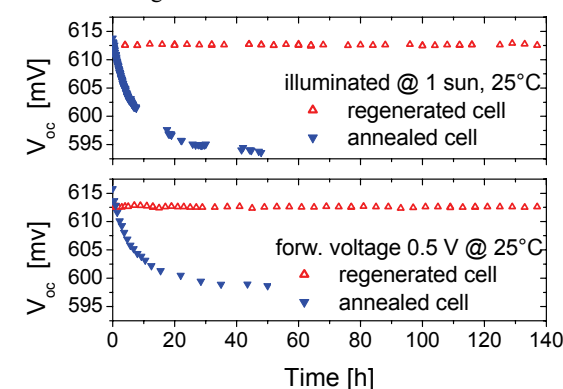 615
610
605
600
595
V_oc [mV]
illuminated @ 1 sun, 25°C
regenerated cell
annealed cell
615
610
605
600
595
V_oc [mv]
forw. voltage 0.5 V @ 25°C
regenerated cell
annealed cell
0 20 40 60 80 100 120 140
Time [h]